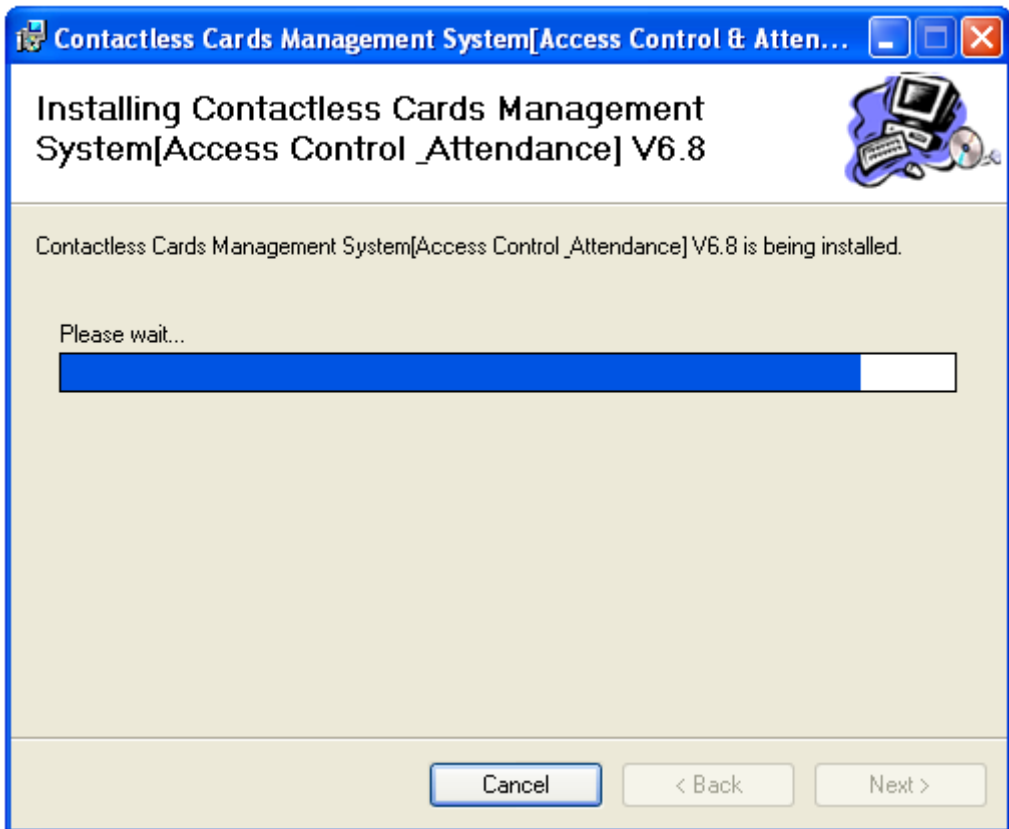 Contactless Cards Management System[Access Control & Atten...
Installing Contactless Cards Management
System[Access Control _Attendance] V6.8
Contactless Cards Management System[Access Control _Attendance] V6.8 is being installed.
Please wait...
Cancel
< Back
Next >